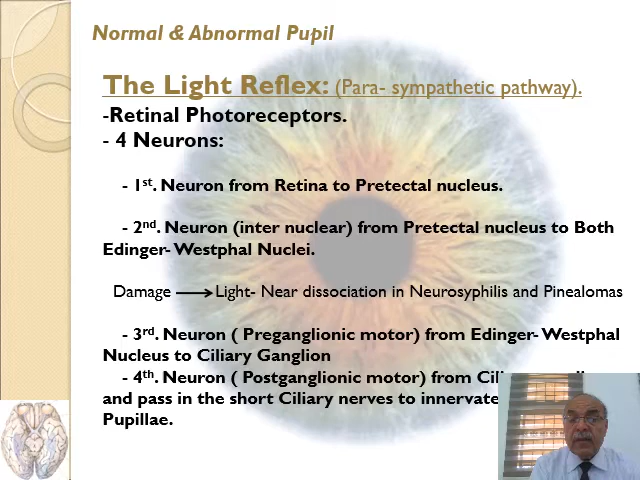 Normal & Abnormal Pupil
The Light Reflex: (Para- sympathetic pathway).
-Retinal Photoreceptors.
- 4 Neurons:
- 1st. Neuron from Retina to Pretectal nucleus.
- 2nd. Neuron (inter nuclear) from Pretectal nucleus to Both
Edinger- Westphal Nuclei.
Damage → Light- Near dissociation in Neurosyphilis and Pinealomas
- 3rd. Neuron ( Preganglionic motor) from Edinger- Westphal
Nucleus to Ciliary Ganglion
- 4th. Neuron ( Postganglionic motor) from
and pass in the short Ciliary nerves to innervate
Pupillae.